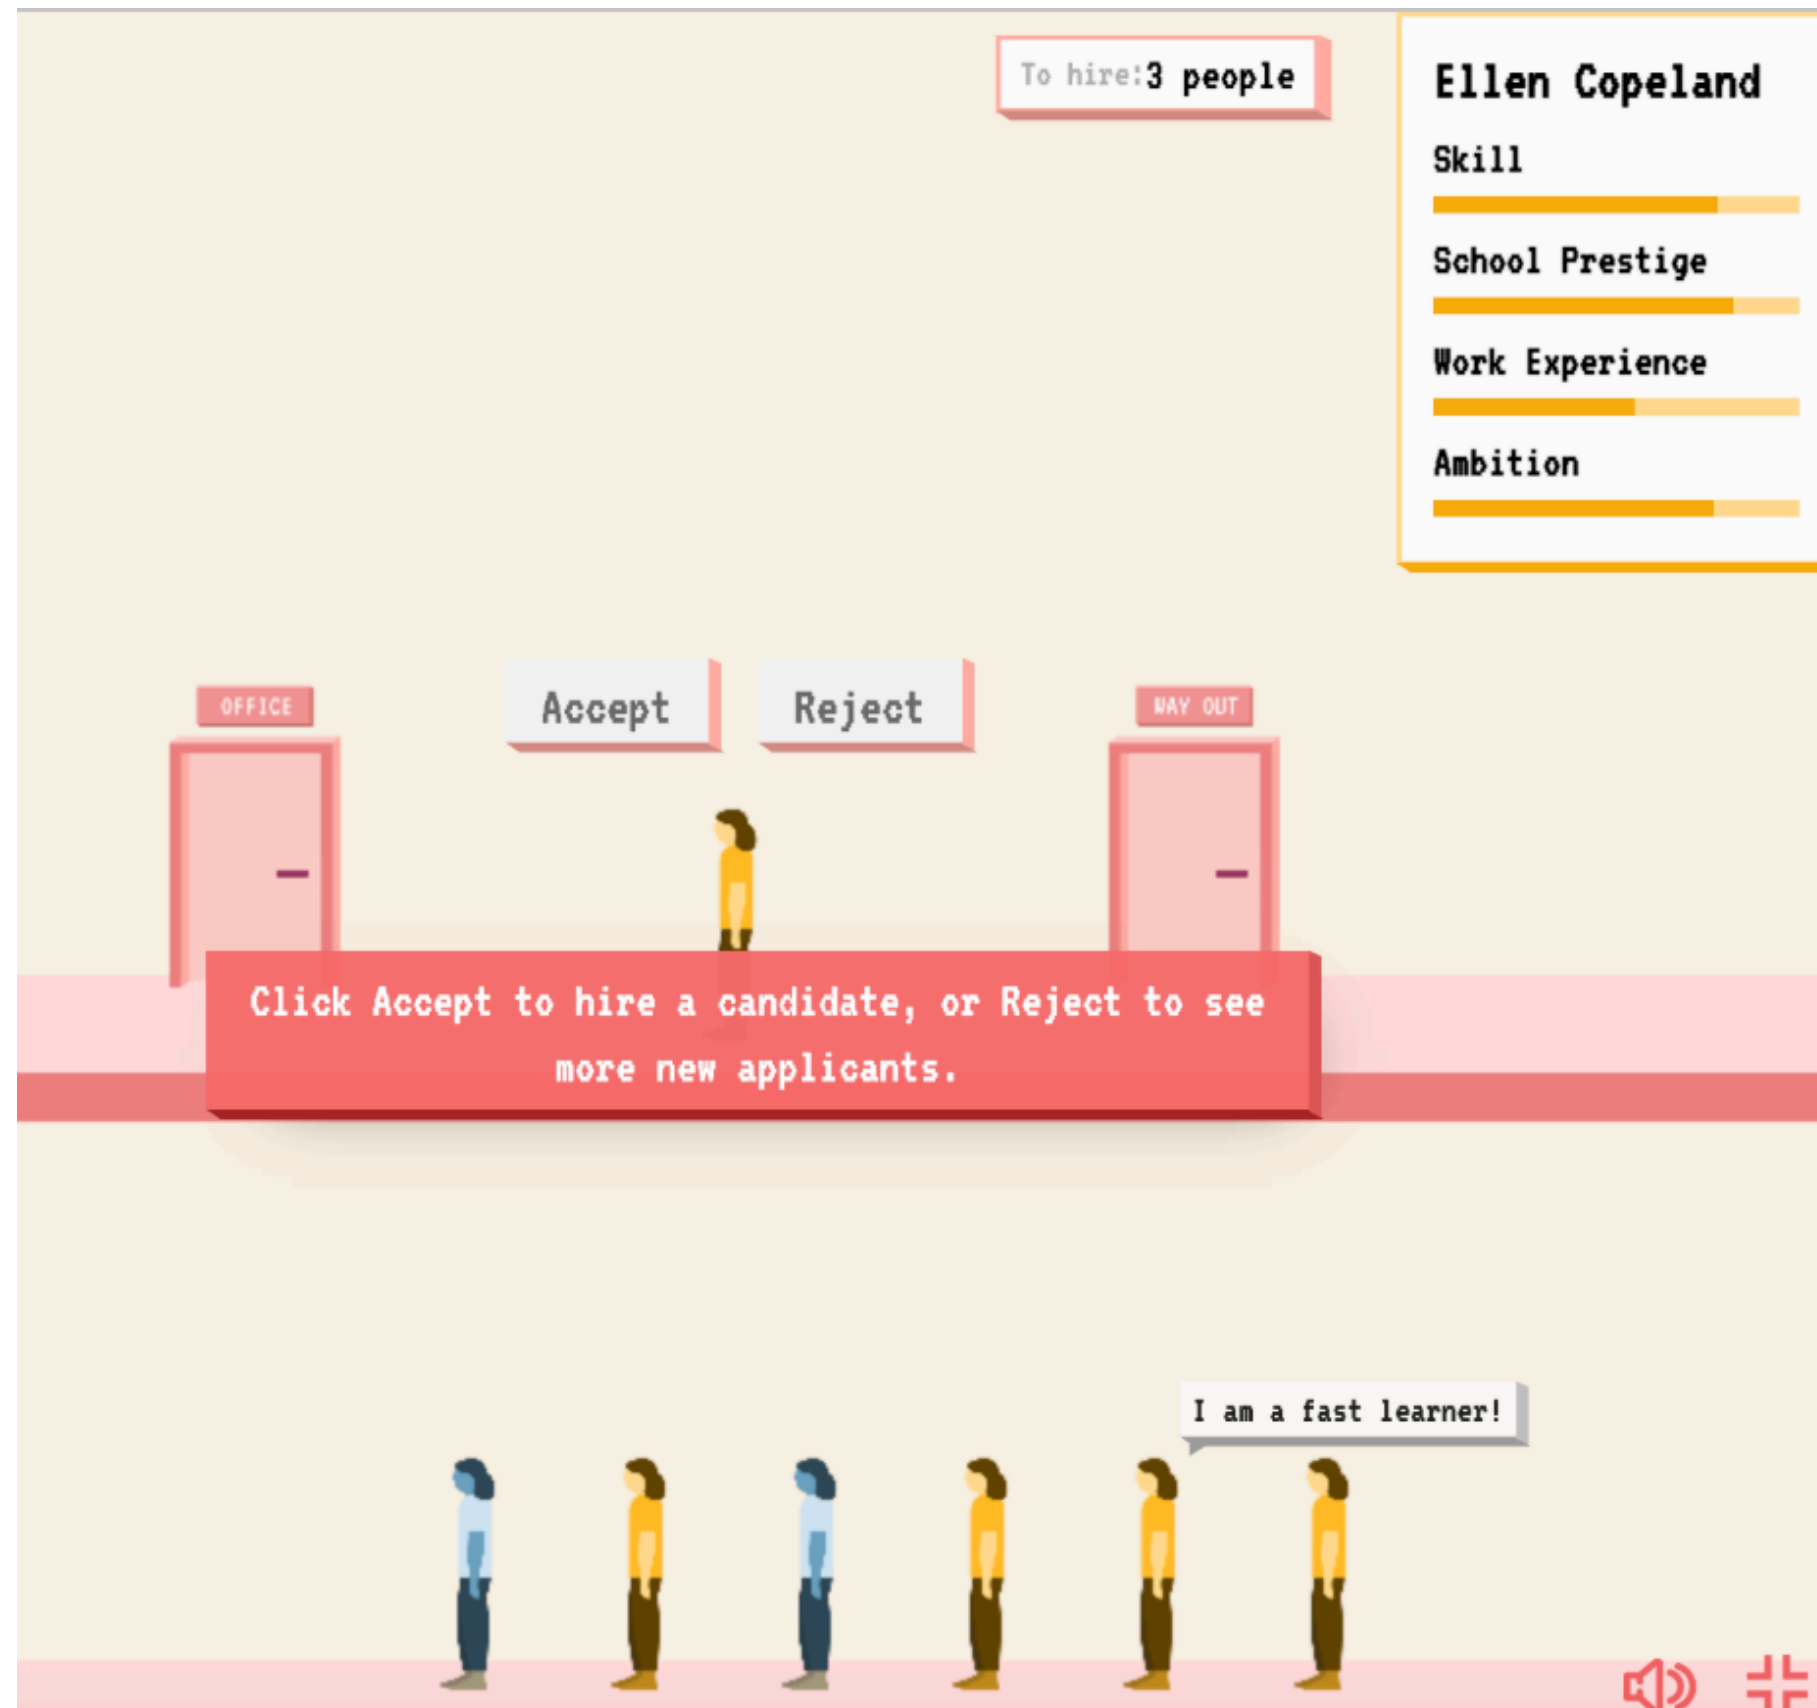 To hire:3 people
Ellen Copeland
Skill
School Prestige
Work Experience
Ambition
Accept
Reject
OFFICE
WAY OUT
Click Accept to hire a candidate, or Reject to see
more new applicants.
I am a fast learner!